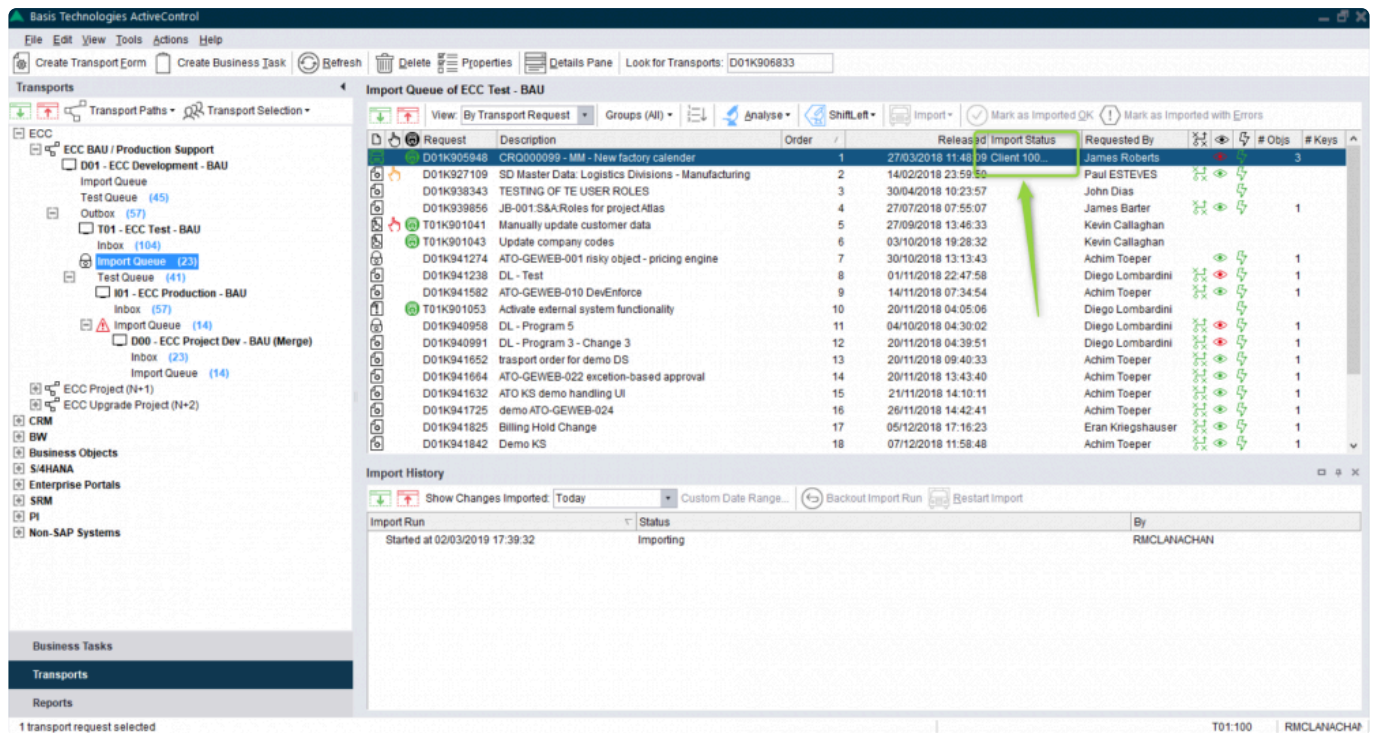 Basis Technologies ActiveControl
File Edit View Tools Actions Help
Create Transport Form Create Business Task Refresh Delete Properties Details Pane Look for Transports: D01K906833
Transports
Transport Paths Transport Selection
ECC
ECC BAU / Production Support
D01 - ECC Development - BAU
Import Queue
Test Queue (45)
Outbox (57)
T01 - ECC Test - BAU
Inbox (104)
Import Queue (23)
Test Queue (41)
I01 - ECC Production - BAU
Inbox (57)
Import Queue (14)
D00 - ECC Project Dev - BAU (Merge)
Inbox (23)
Import Queue (14)
ECC Project (N+1)
ECC Upgrade Project (N+2)
CRM
BW
Business Objects
S/4HANA
Enterprise Portals
SRM
PI
Non-SAP Systems
Business Tasks
Transports
Reports
Import Queue of ECC Test - BAU
View: By Transport Request Groups (All) Analyse ShiftLeft Import Mark as Imported OK Mark as Imported with Errors
Request Description Order Released Import Status Requested By # Objs # Keys
D01K905948 CRQ000099 - MM - New factory calender 1 27/03/2018 11:48:09 Client 100... James Roberts 3
D01K927109 SD Master Data: Logistics Divisions - Manufacturing 2 14/02/2018 23:59:59 Paul ESTEVES
D01K938343 TESTING OF TE USER ROLES 3 30/04/2018 10:23:57 John Dias
D01K939856 JB-001:S&A:Roles for project Atlas 4 27/07/2018 07:55:07 James Barter 1
T01K901041 Manually update customer data 5 27/09/2018 13:46:33 Kevin Callaghan
T01K901043 Update company codes 6 03/10/2018 19:28:32 Kevin Callaghan
D01K941274 ATO-GEWEB-001 risky object - pricing engine 7 30/10/2018 13:13:43 Achim Toeper 1
D01K941238 DL - Test 8 01/11/2018 22:47:58 Diego Lombardini 1
D01K941582 ATO-GEWEB-010 DevEnforce 9 14/11/2018 07:34:54 Achim Toeper 1
T01K901053 Activate external system functionality 10 20/11/2018 04:05:06 Diego Lombardini
D01K940958 DL - Program 5 11 04/10/2018 04:30:02 Diego Lombardini 1
D01K940991 DL - Program 3 - Change 3 12 20/11/2018 04:39:51 Diego Lombardini 1
D01K941652 trasport order for demo DS 13 20/11/2018 09:40:33 Achim Toeper 1
D01K941664 ATO-GEWEB-022 excetion-based approval 14 20/11/2018 13:43:40 Achim Toeper 1
D01K941632 ATO KS demo handling UI 15 21/11/2018 14:10:11 Achim Toeper 1
D01K941725 demo ATO-GEWEB-024 16 26/11/2018 14:42:41 Achim Toeper 1
D01K941825 Billing Hold Change 17 05/12/2018 17:16:23 Eran Kriegshauser 1
D01K941842 Demo KS 18 07/12/2018 11:58:48 Achim Toeper 1
Import History
Show Changes Imported: Today Custom Date Range... Backout Import Run Restart Import
Import Run Status By
Started at 02/03/2019 17:39:32 Importing RMCLANACHAN
1 transport request selected T01:100 RMCLANACHAN